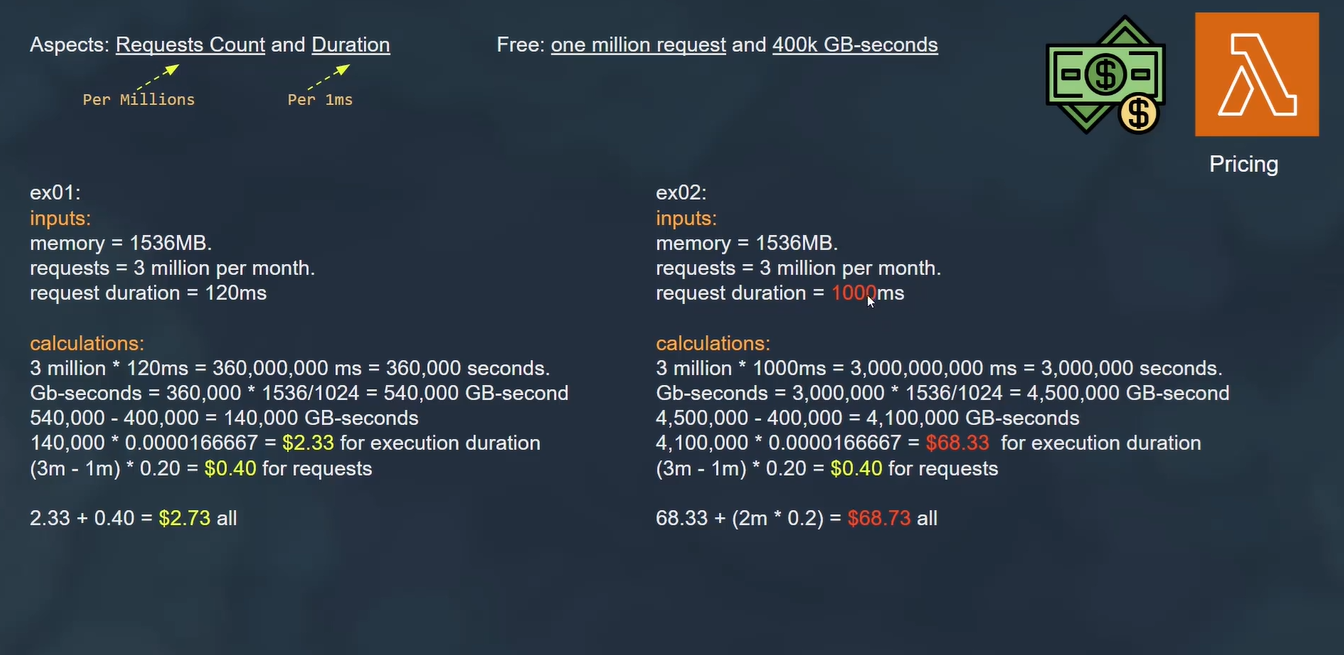 Aspects: Requests Count and Duration
Per Millions
Per 1ms
Free: one million request and 400k GB-seconds
$
$
Pricing
ex01:
inputs:
memory = 1536MB.
requests = 3 million per month.
request duration = 120ms
calculations:
3 million * 120ms = 360,000,000 ms = 360,000 seconds.
Gb-seconds = 360,000 * 1536/1024 = 540,000 GB-second
540,000 - 400,000 = 140,000 GB-seconds
140,000 * 0.0000166667 = $2.33 for execution duration
(3m - 1m) * 0.20 = $0.40 for requests
2.33 + 0.40 = $2.73 all
ex02:
inputs:
memory = 1536MB.
requests = 3 million per month.
request duration = 1000ms
calculations:
3 million * 1000ms = 3,000,000,000 ms = 3,000,000 seconds.
Gb-seconds = 3,000,000 * 1536/1024 = 4,500,000 GB-second
4,500,000 - 400,000 = 4,100,000 GB-seconds
4,100,000 * 0.0000166667 = $68.33 for execution duration
(3m - 1m) * 0.20 = $0.40 for requests
68.33 + (2m * 0.2) = $68.73 all